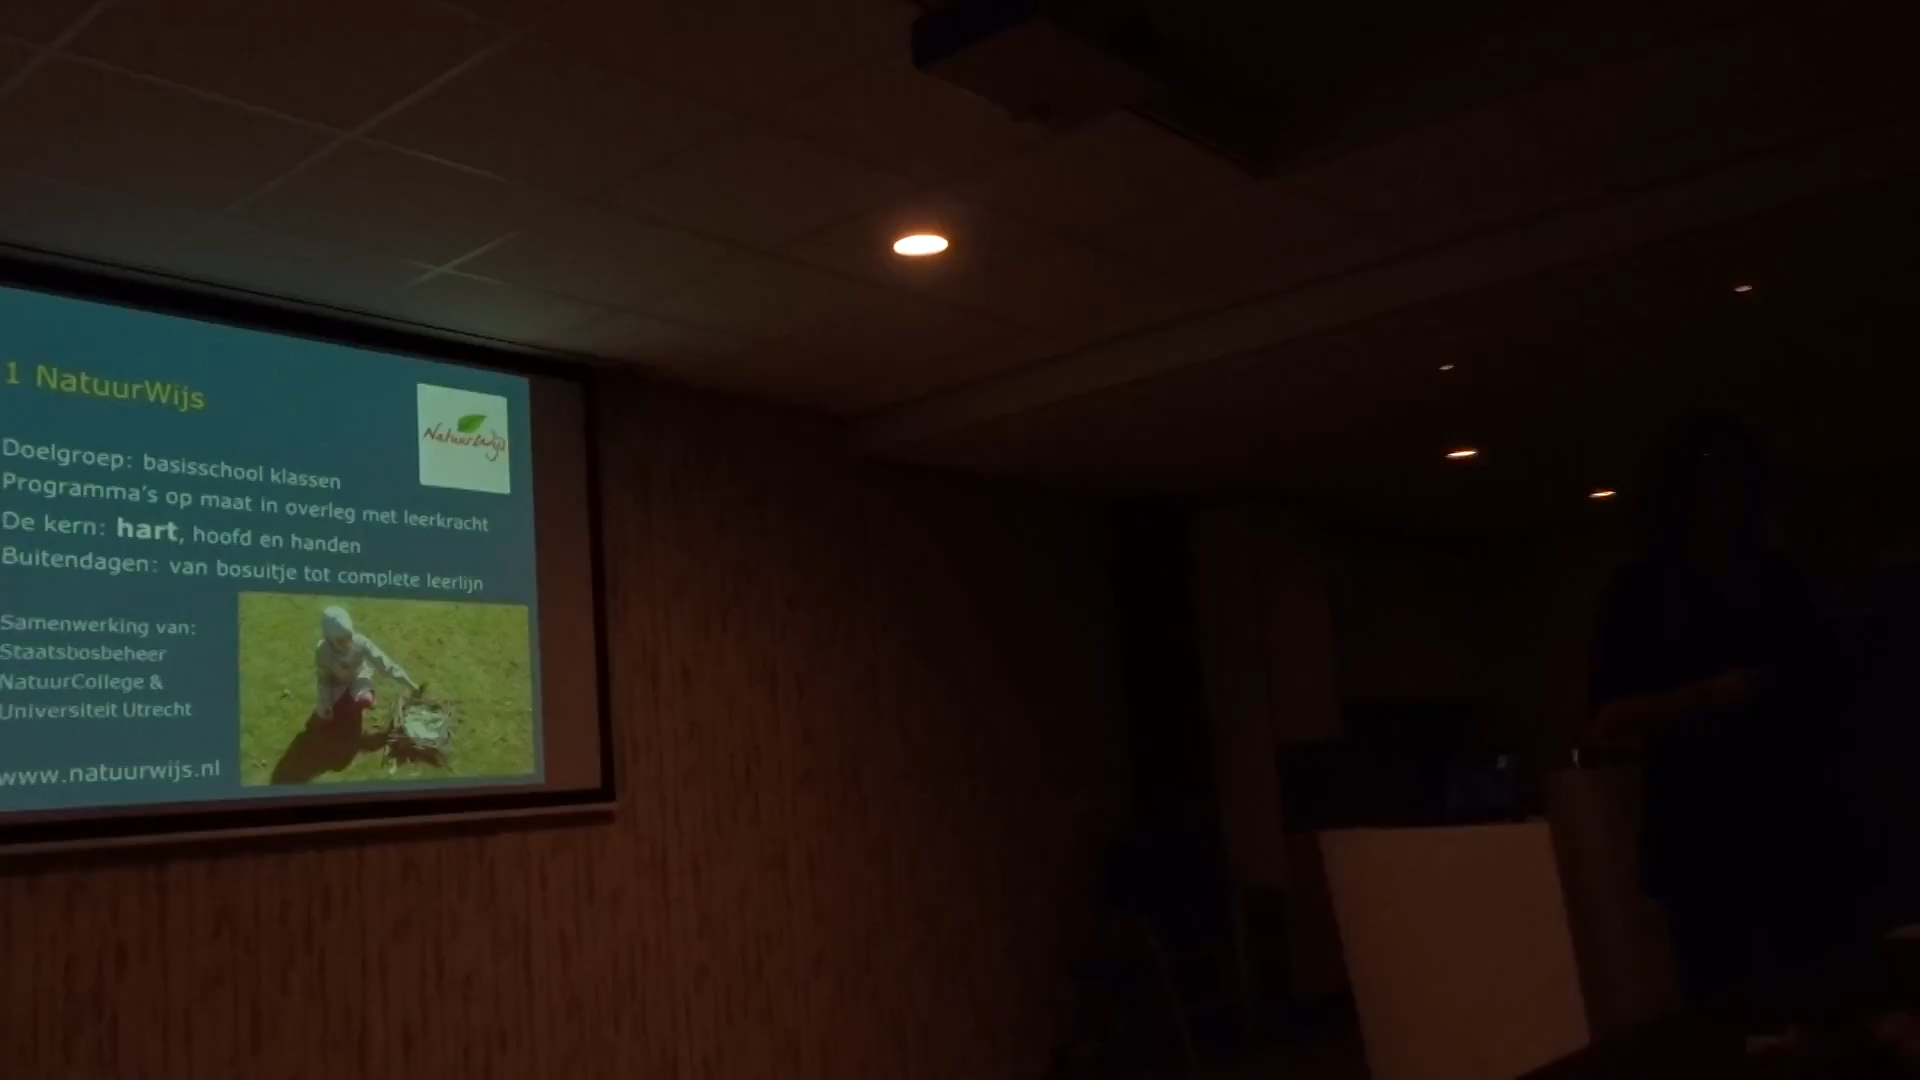 1 NatuurWijs
NatuurWijs
Doelgroep: basisschool klassen
Programma's op maat in overleg met leerkracht
De kern: hart, hoofd en handen
Buitendagen: van bosuitje tot complete leerlijn
Samenwerking van:
Staatsbosbeheer
NatuurCollege &
Universiteit Utrecht
www.natuurwijs.nl